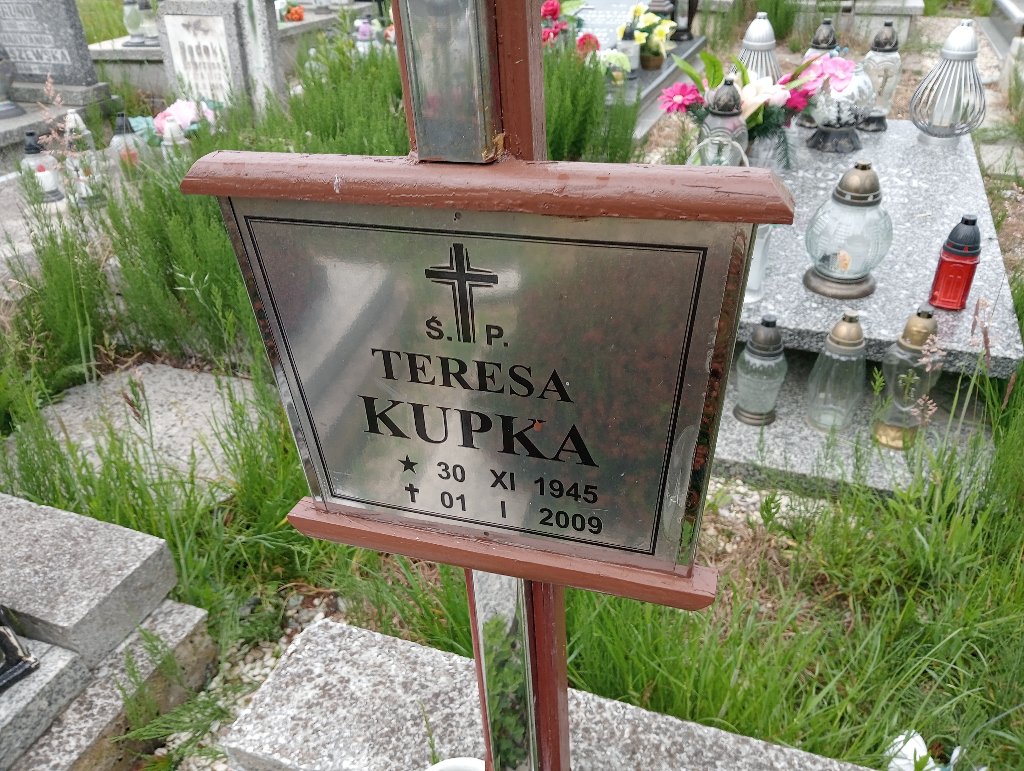 Ś. P.
TERESA
KUPKA
★ 30 XI 1945
✝ 01 I 2009